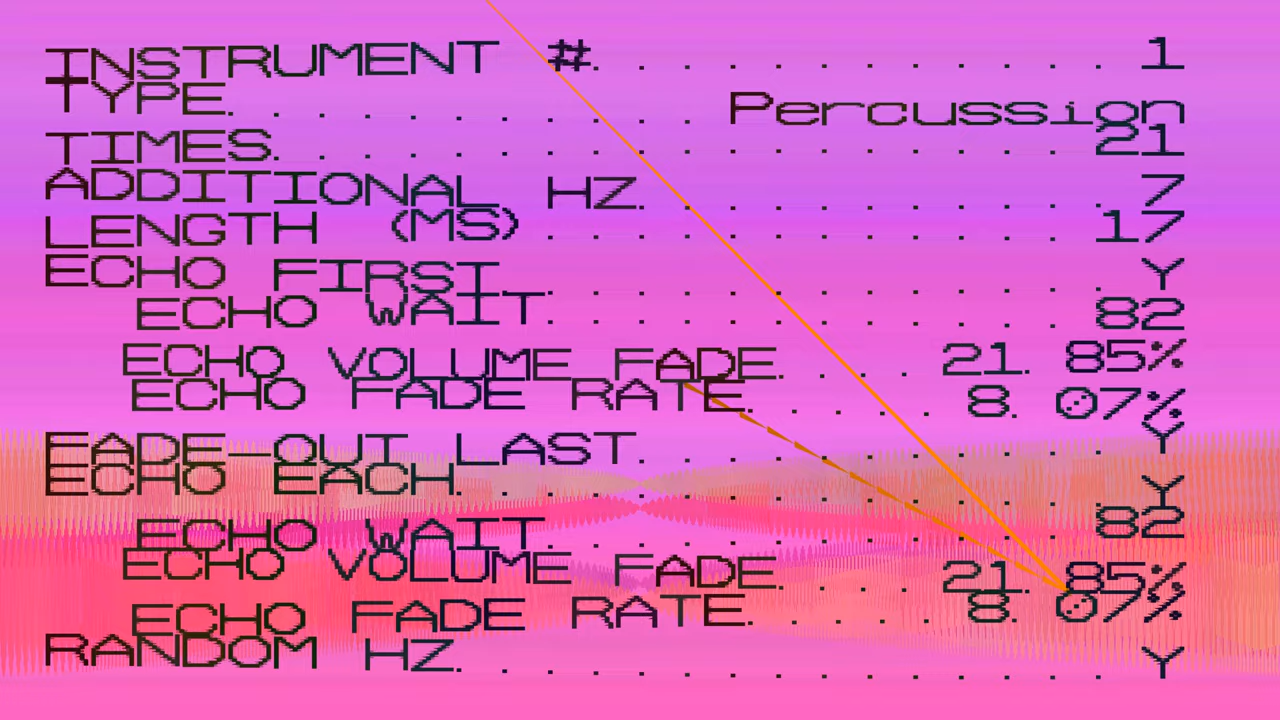 INSTRUMENT #. . . . . . . . . . . . 1
TYPE. . . . . . . . . . . Percussion
TIMES. . . . . . . . . . . . . . . . . . . 21
ADDITIONAL HZ. . . . . . . . . . . 7
LENGTH (MS) . . . . . . . . . . . . 17
ECHO FIRST. . . . . . . . . . . . . Y
ECHO WAIT. . . . . . . . . . . . 82
ECHO VOLUME FADE. . . . 21. 85%
ECHO FADE RATE. . . . . 8. 07%
FADE-OUT LAST. . . . . . . . . . . Y
ECHO EACH. . . . . . . . . . . . . . Y
ECHO WAIT. . . . . . . . . . . . 82
ECHO VOLUME FADE. . . . 21. 85%
ECHO FADE RATE. . . . . 8. 07%
RANDOM HZ. . . . . . . . . . . . . . Y